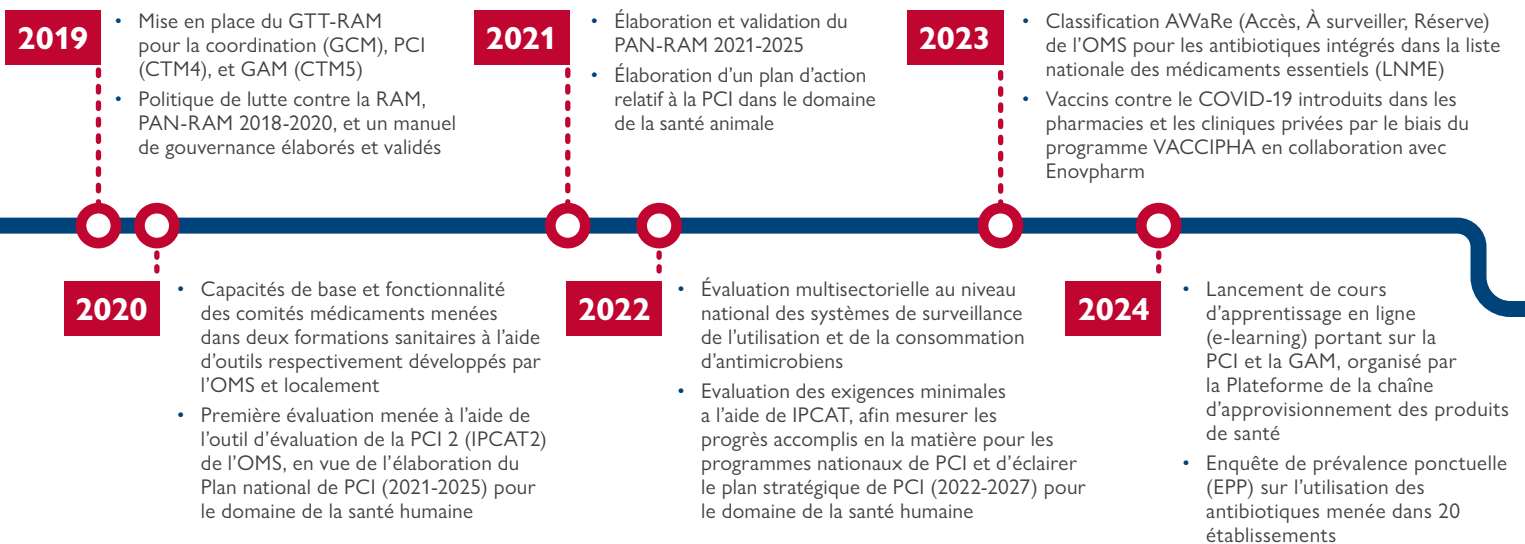 2019
• Mise en place du GTT-RAM
pour la coordination (GCM), PCI
(CTM4), et GAM (CTM5)
• Politique de lutte contre la RAM,
PAN-RAM 2018-2020, et un manuel
de gouvernance élaborés et validés
2020
• Capacités de base et fonctionnalité
des comités médicaments menées
dans deux formations sanitaires à l’aide
d’outils respectivement développés par
l’OMS et localement
• Première évaluation menée à l’aide de
l’outil d’évaluation de la PCI 2 (IPCAT2)
de l’OMS, en vue de l’élaboration du
Plan national de PCI (2021-2025) pour
le domaine de la santé humaine
2021
• Élaboration et validation du
PAN-RAM 2021-2025
• Élaboration d’un plan d’action
relatif à la PCI dans le domaine
de la santé animale
2022
• Évaluation multisectorielle au niveau
national des systèmes de surveillance
de l’utilisation et de la consommation
d’antimicrobiens
• Evaluation des exigences minimales
a l’aide de IPCAT, afin mesurer les
progrès accomplis en la matière pour les
programmes nationaux de PCI et d’éclairer
le plan stratégique de PCI (2022-2027) pour
le domaine de la santé humaine
2023
• Classification AWaRe (Accès, À surveiller, Réserve)
de l’OMS pour les antibiotiques intégrés dans la liste
nationale des médicaments essentiels (LNME)
• Vaccins contre le COVID-19 introduits dans les
pharmacies et les cliniques privées par le biais du
programme VACCIPHA en collaboration avec
Enovpharm
2024
• Lancement de cours
d’apprentissage en ligne
(e-learning) portant sur la
PCI et la GAM, organisé par
la Plateforme de la chaîne
d’approvisionnement des produits
de santé
• Enquête de prévalence ponctuelle
(EPP) sur l’utilisation des
antibiotiques menée dans 20
établissements